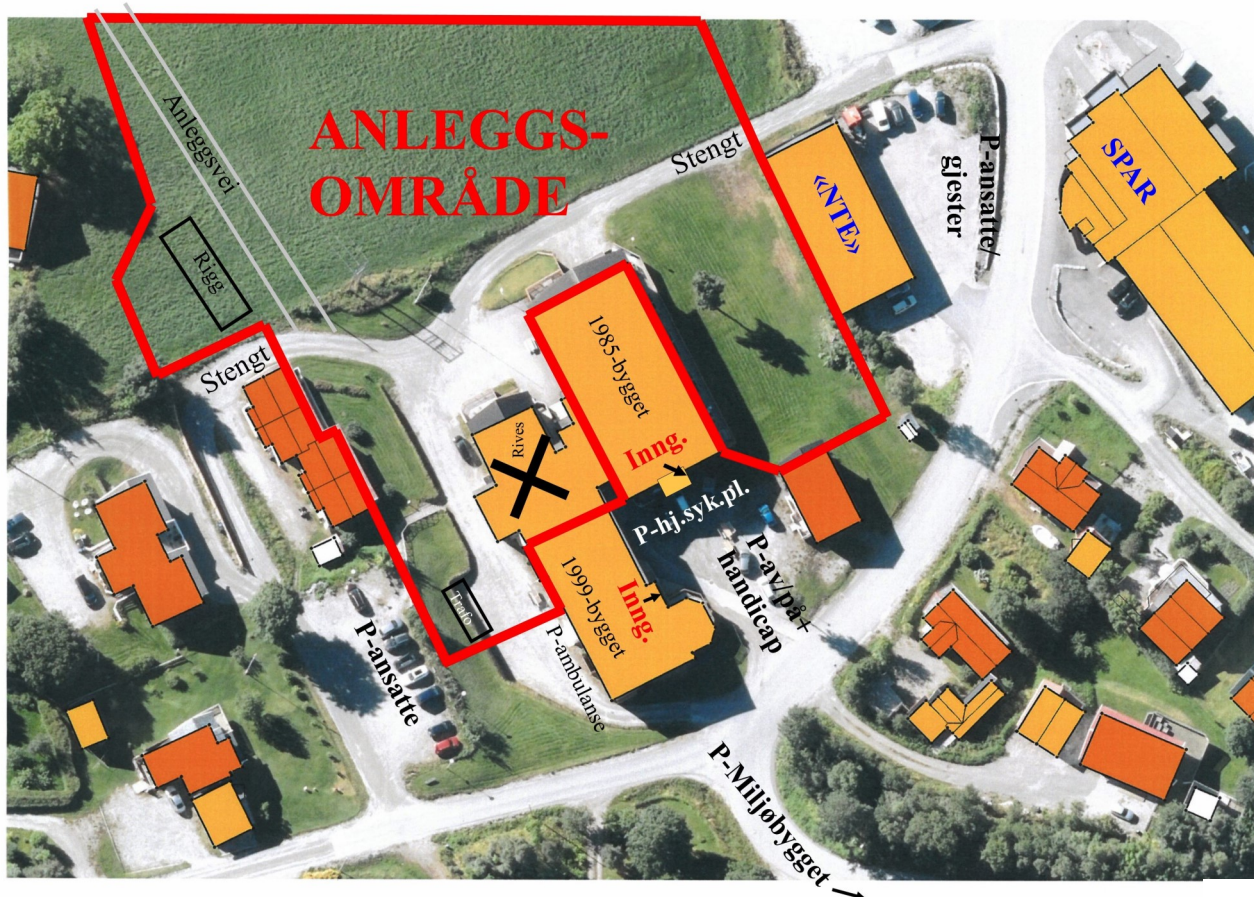 Anleggsvei
ANLEGGS-
OMRÅDE
Stengt
«NTE»
P-ansatte/
gjester
SPAR
Rigg
Stengt
1985-bygget
Rives
Inng.
P-hj.syk.pl.
P-av/på+
handicap
Trafo
1999-bygget
Inng.
P-ansatte
P-ambulanse
P-Miljøbygget